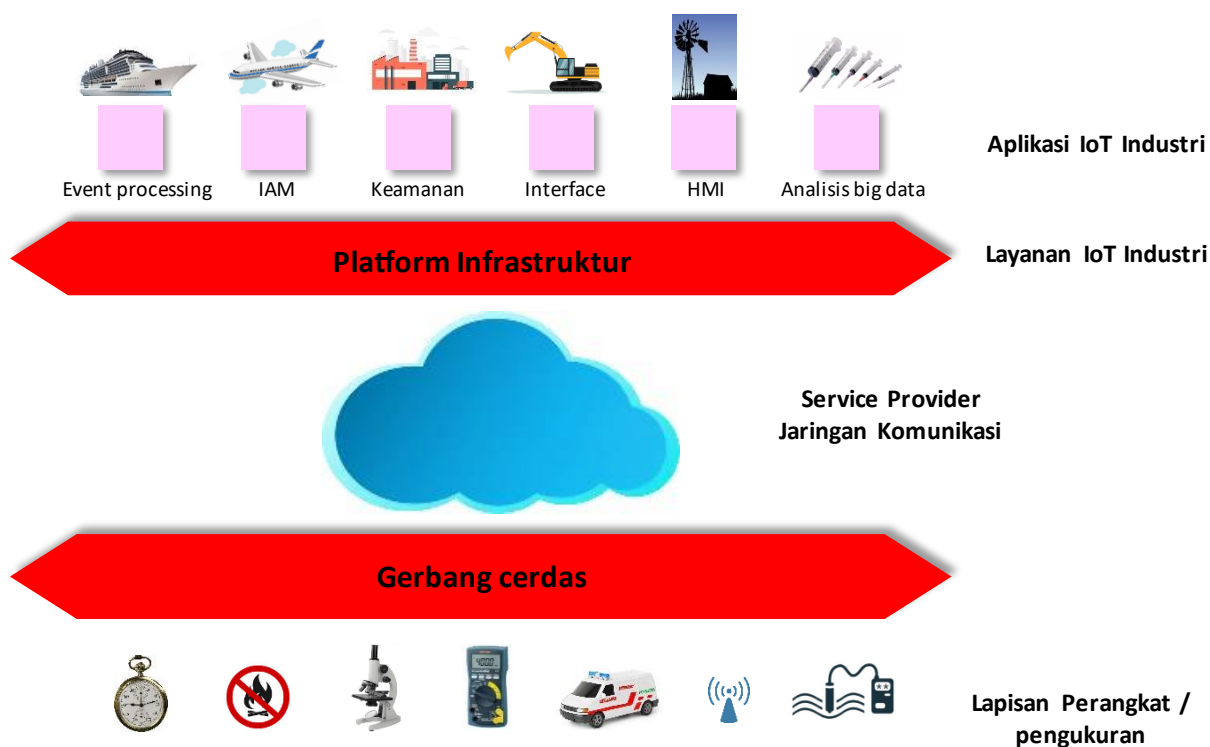 Event processing
IAM
Keamanan
Interface
HMI
Analisis big data
Aplikasi IoT Industri
Platform Infrastruktur
Layanan IoT Industri
Service Provider
Jaringan Komunikasi
Gerbang cerdas
Lapisan Perangkat /
pengukuran